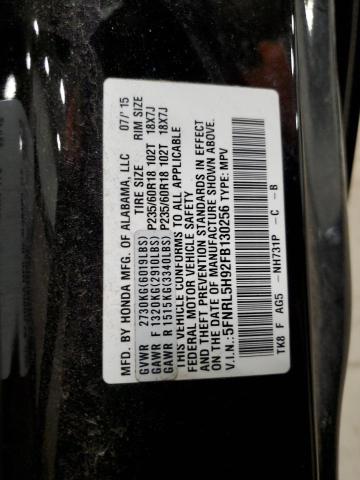 MFD. BY HONDA MFG. OF ALABAMA, LLC 07/'15
TIRE SIZE RIM SIZE
GVWR 2730KG(6019LBS)
GAWR F 1320KG(2910LBS) P235/60R18 102T 18X7J
GAWR R 1515KG(3340LBS) P235/60R18 102T 18X7J
THIS VEHICLE CONFORMS TO ALL APPLICABLE
FEDERAL MOTOR VEHICLE SAFETY
AND THEFT PREVENTION STANDARDS IN EFFECT
ON THE DATE OF MANUFACTURE SHOWN ABOVE.
V.I.N.: 5FNRL5H92FB130256 TYPE: MPV
TK8 F AG5 NH731P - C - B